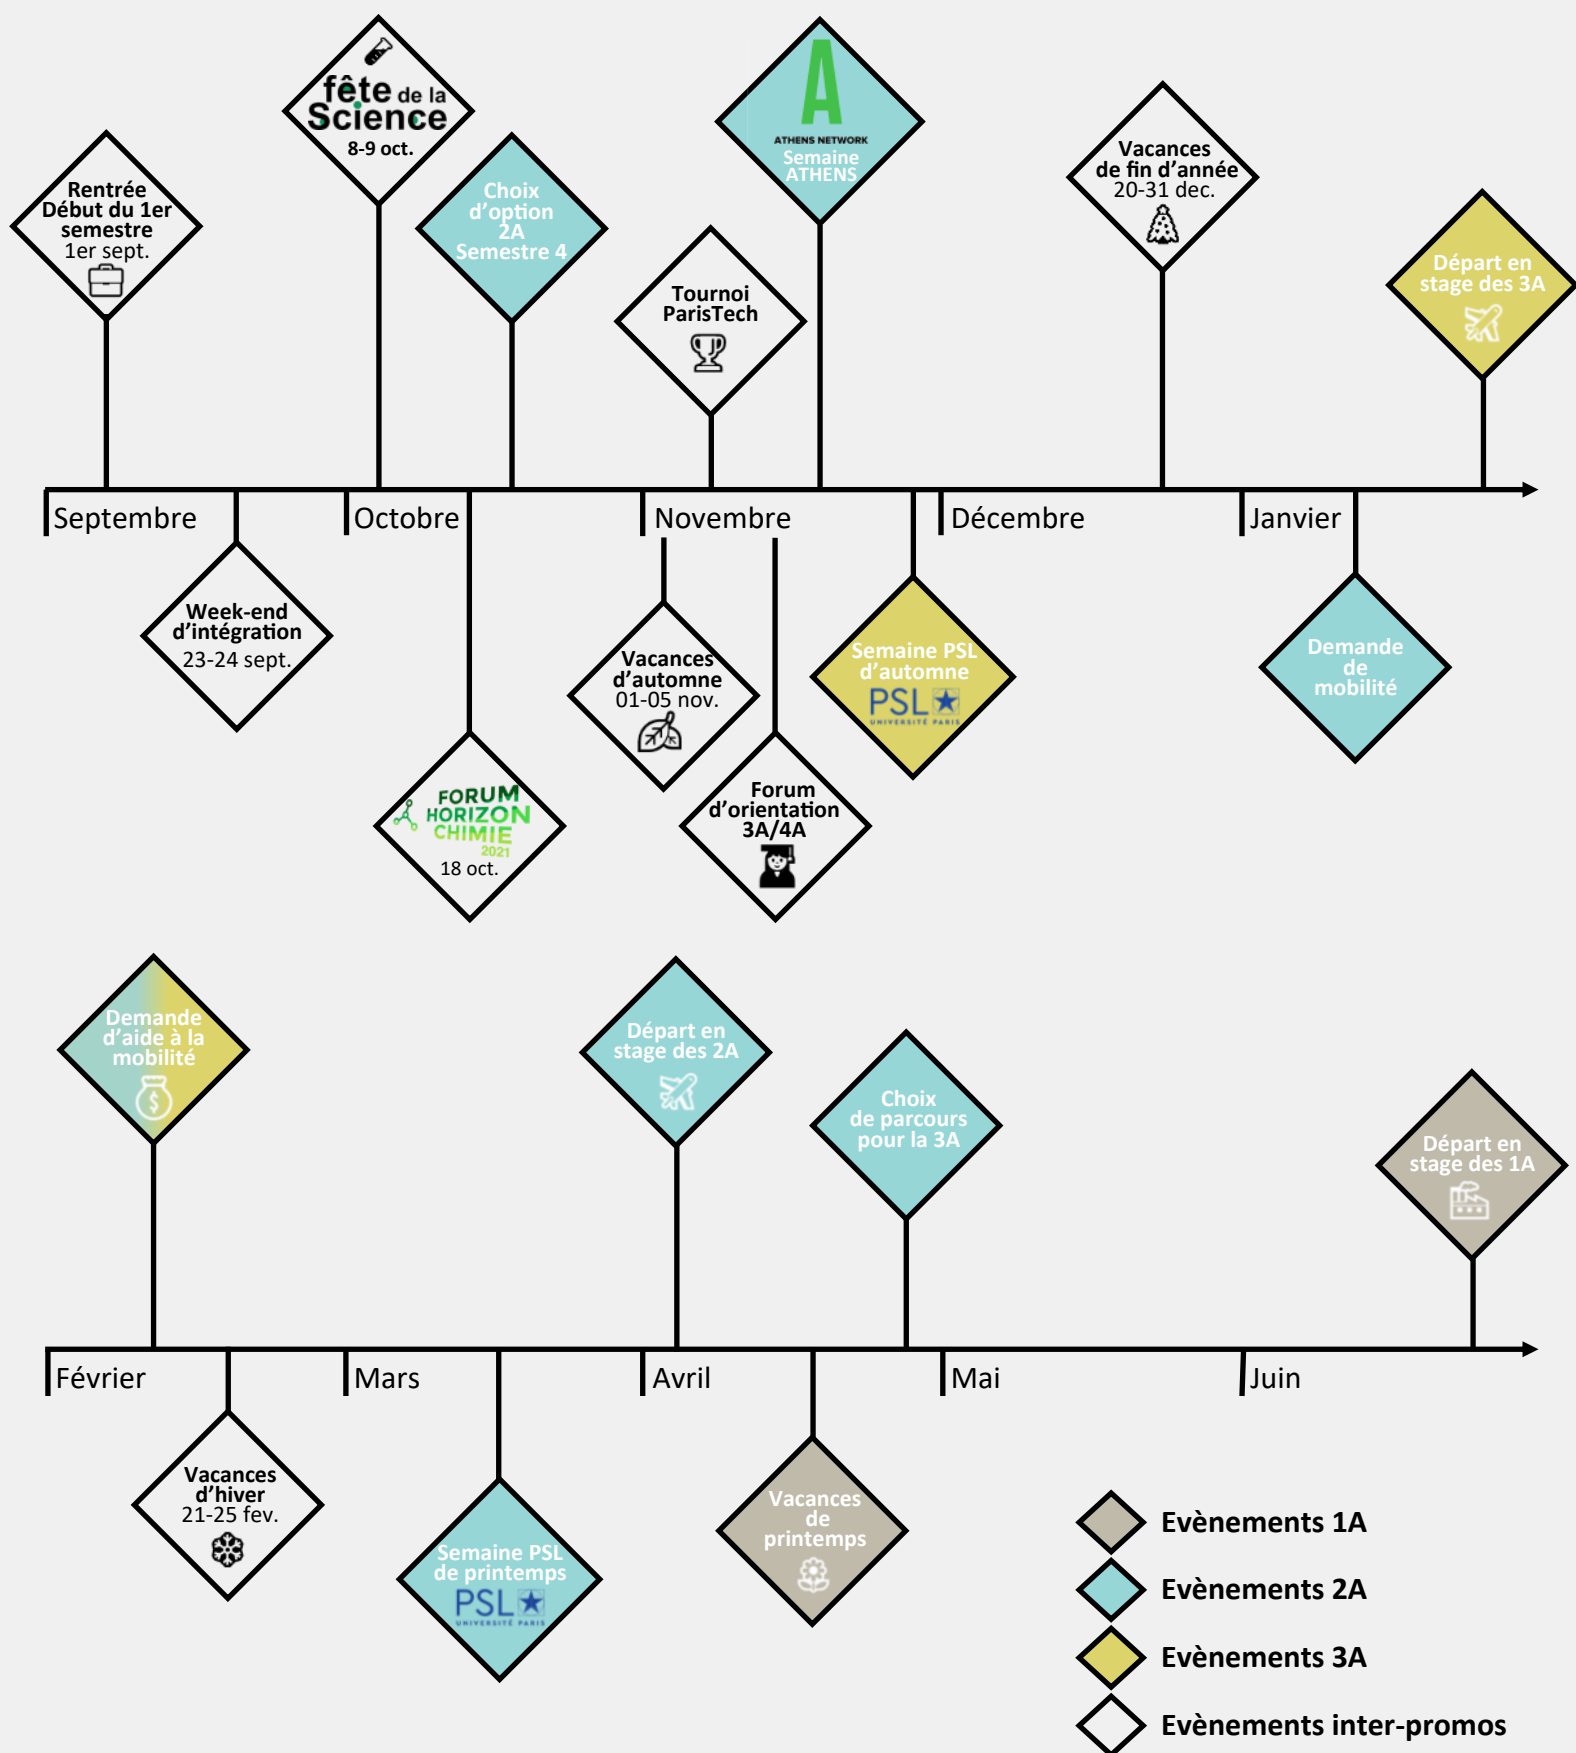 fête de la
Science
8-9 oct.
ATHENS NETWORK
Semaine
ATHENS
Vacances
de fin d'année
20-31 dec.
Rentrée
Début du 1er
semestre
1er sept.
Choix
d'option
2A
Semestre 4
Tournoi
ParisTech
Départ en
stage des 3A
Septembre
Octobre
Novembre
Décembre
Janvier
Week-end
d'intégration
23-24 sept.
Vacances
d'automne
01-05 nov.
Semaine PSL
d'automne
PSL
UNIVERSITÉ PARIS
Demande
de
mobilité
FORUM
HORIZON
CHIMIE
2021
18 oct.
Forum
d'orientation
3A/4A
Demande
d'aide à la
mobilité
$
Départ en
stage des 2A
Choix
de parcours
pour la 3A
Départ en
stage des 1A
Février
Mars
Avril
Mai
Juin
Vacances
d'hiver
21-25 fev.
Semaine PSL
de printemps
PSL
UNIVERSITÉ PARIS
Vacances
de
printemps
Evènements 1A
Evènements 2A
Evènements 3A
Evènements inter-promos